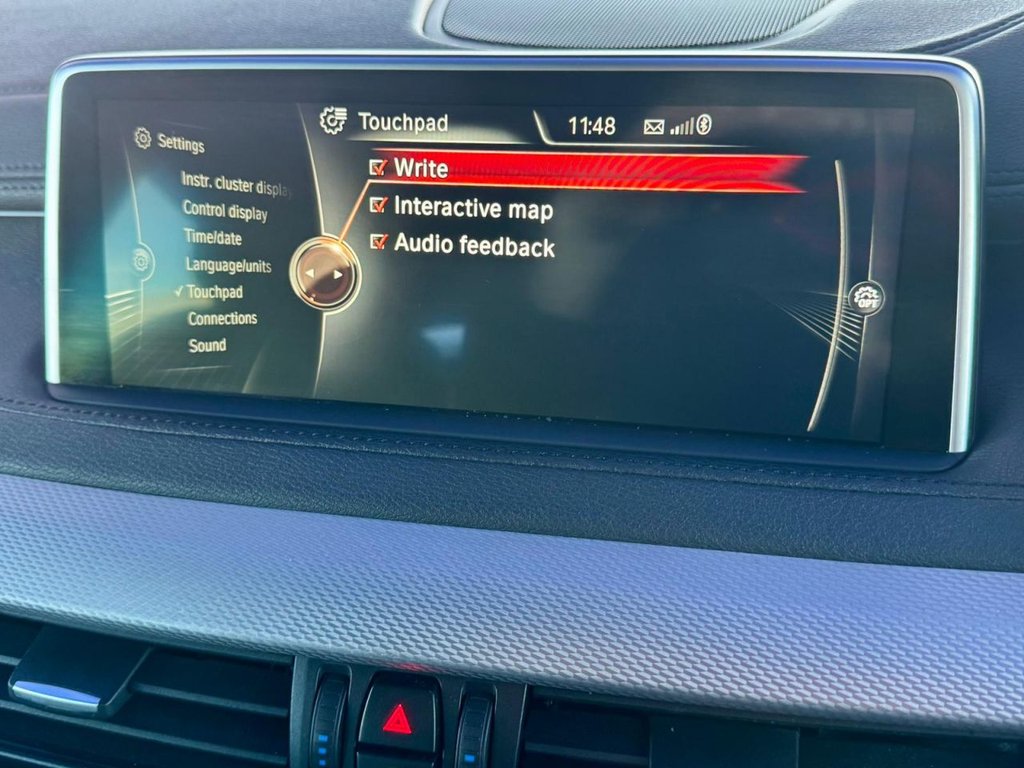 Settings
Instr. cluster display
Control display
Time/date
Language/units
Touchpad
Connections
Sound
Touchpad
11:48
Write
Interactive map
Audio feedback
OPT